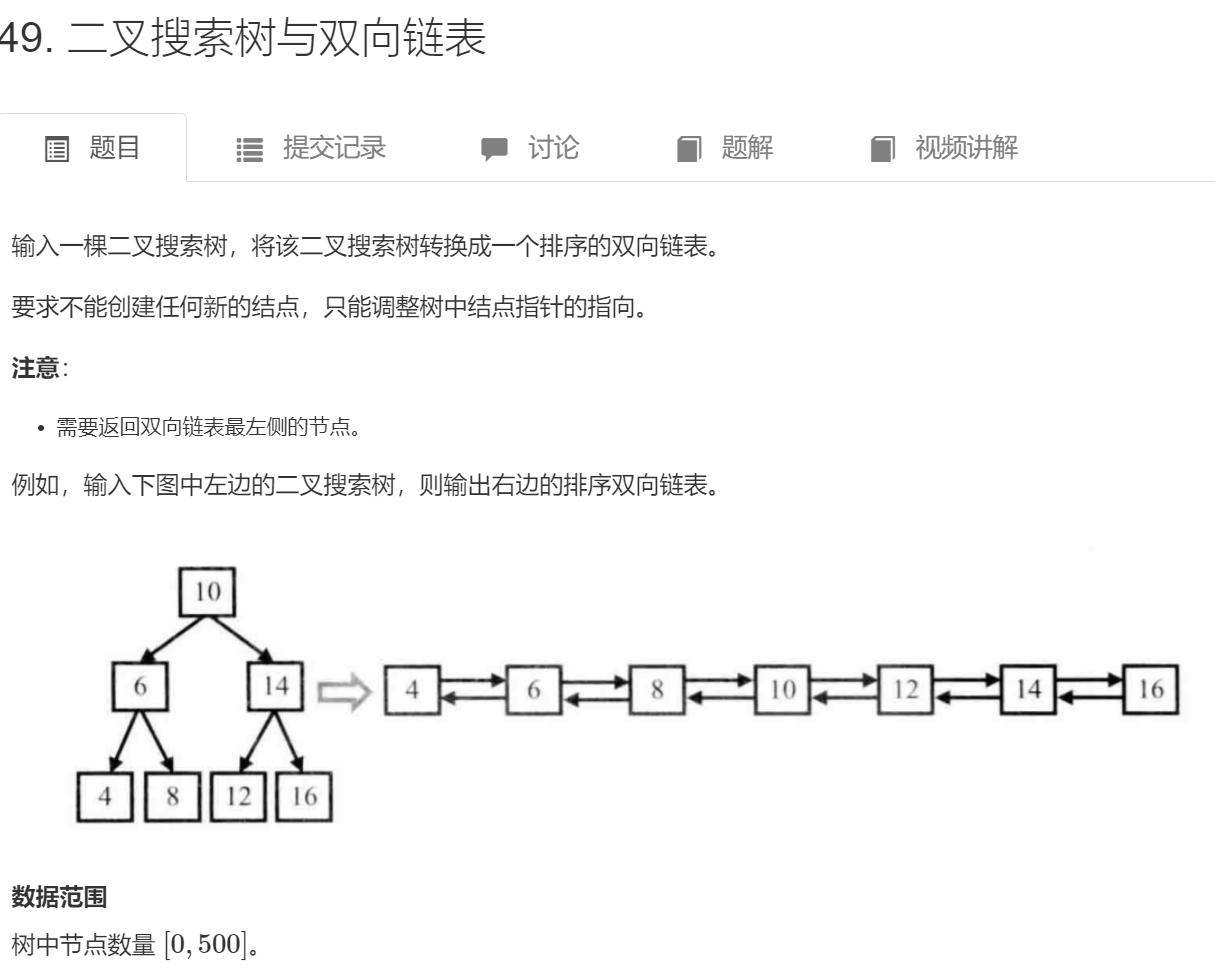 49. 二叉搜索树与双向链表
题目 提交记录 讨论 题解 视频讲解
输入一棵二叉搜索树，将该二叉搜索树转换成一个排序的双向链表。
要求不能创建任何新的结点，只能调整树中结点指针的指向。
注意：
• 需要返回双向链表最左侧的节点。
例如，输入下图中左边的二叉搜索树，则输出右边的排序双向链表。
10
6 14 4 6 8 10 12 14 16
4 8 12 16
数据范围
树中节点数量 [0, 500]。